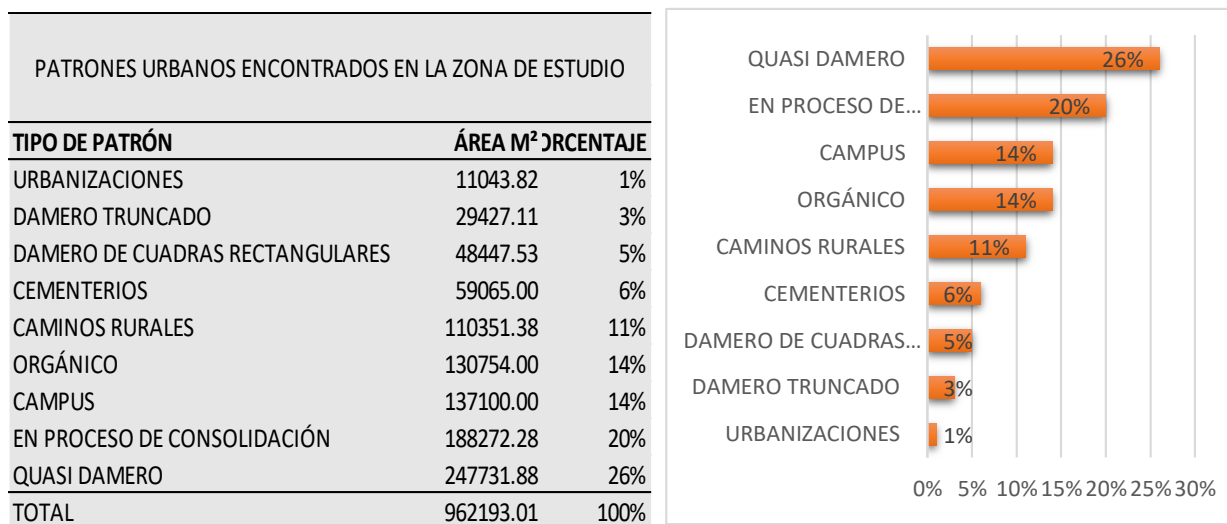 PATRONES URBANOS ENCONTRADOS EN LA ZONA DE ESTUDIO
TIPO DE PATRÓN ÁREA M² ORCENTAJE
URBANIZACIONES 11043.82 1%
DAMERO TRUNCADO 29427.11 3%
DAMERO DE CUADRAS RECTANGULARES 48447.53 5%
CEMENTERIOS 59065.00 6%
CAMINOS RURALES 110351.38 11%
ORGÁNICO 130754.00 14%
CAMPUS 137100.00 14%
EN PROCESO DE CONSOLIDACIÓN 188272.28 20%
QUASI DAMERO 247731.88 26%
TOTAL 962193.01 100%
QUASI DAMERO 26%
EN PROCESO DE... 20%
CAMPUS 14%
ORGÁNICO 14%
CAMINOS RURALES 11%
CEMENTERIOS 6%
DAMERO DE CUADRAS... 5%
DAMERO TRUNCADO 3%
URBANIZACIONES 1%
0% 5% 10% 15% 20% 25% 30%